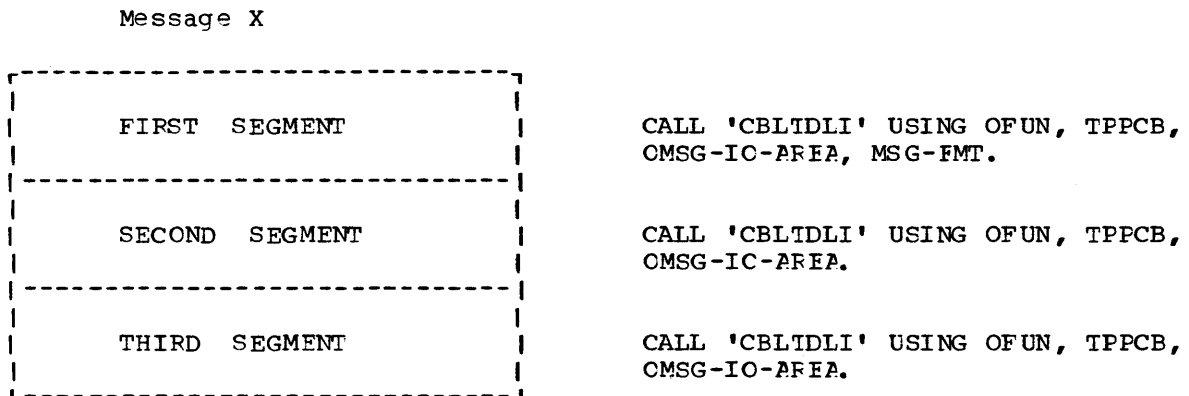 Message X
FIRST SEGMENT
CALL 'CBLTDLI' USING OFUN, TPPCB,
OMSG-IO-AREA, MSG-FMT.
SECOND SEGMENT
CALL 'CBLTDLI' USING OFUN, TPPCB,
OMSG-IO-AREA.
THIRD SEGMENT
CALL 'CBLTDLI' USING OFUN, TPPCB,
OMSG-IO-AREA.